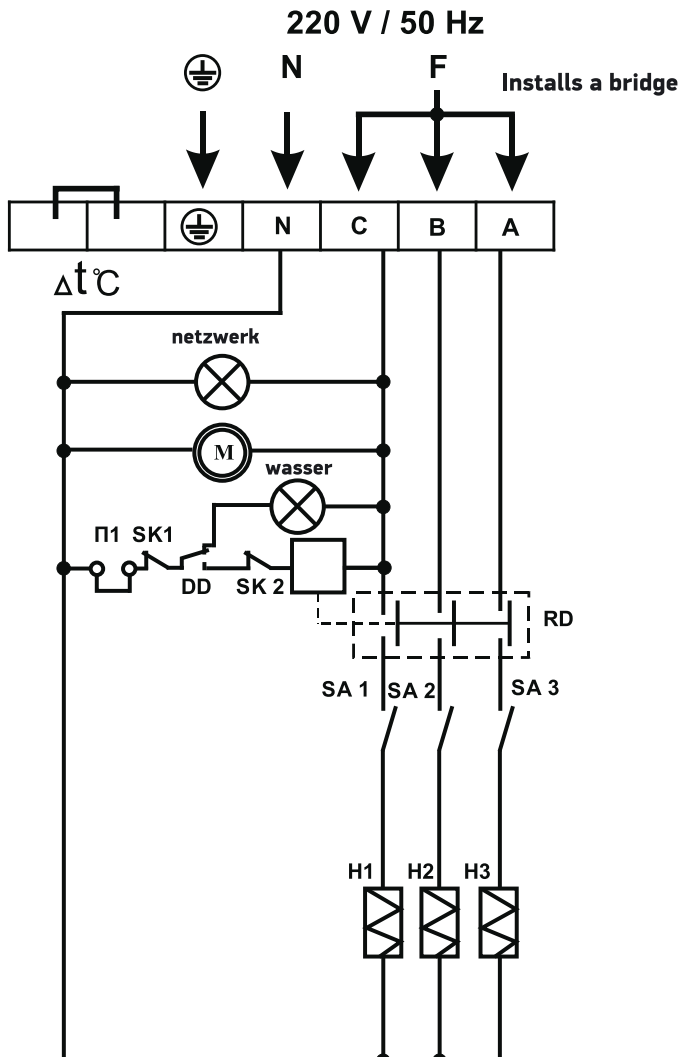 220 V / 50 Hz
N
F
Installs a bridge
N
C
B
A
Δt°C
netzwerk
M
wasser
П1 SK1
DD
SK 2
RD
SA 1
SA 2
SA 3
H1
H2
H3